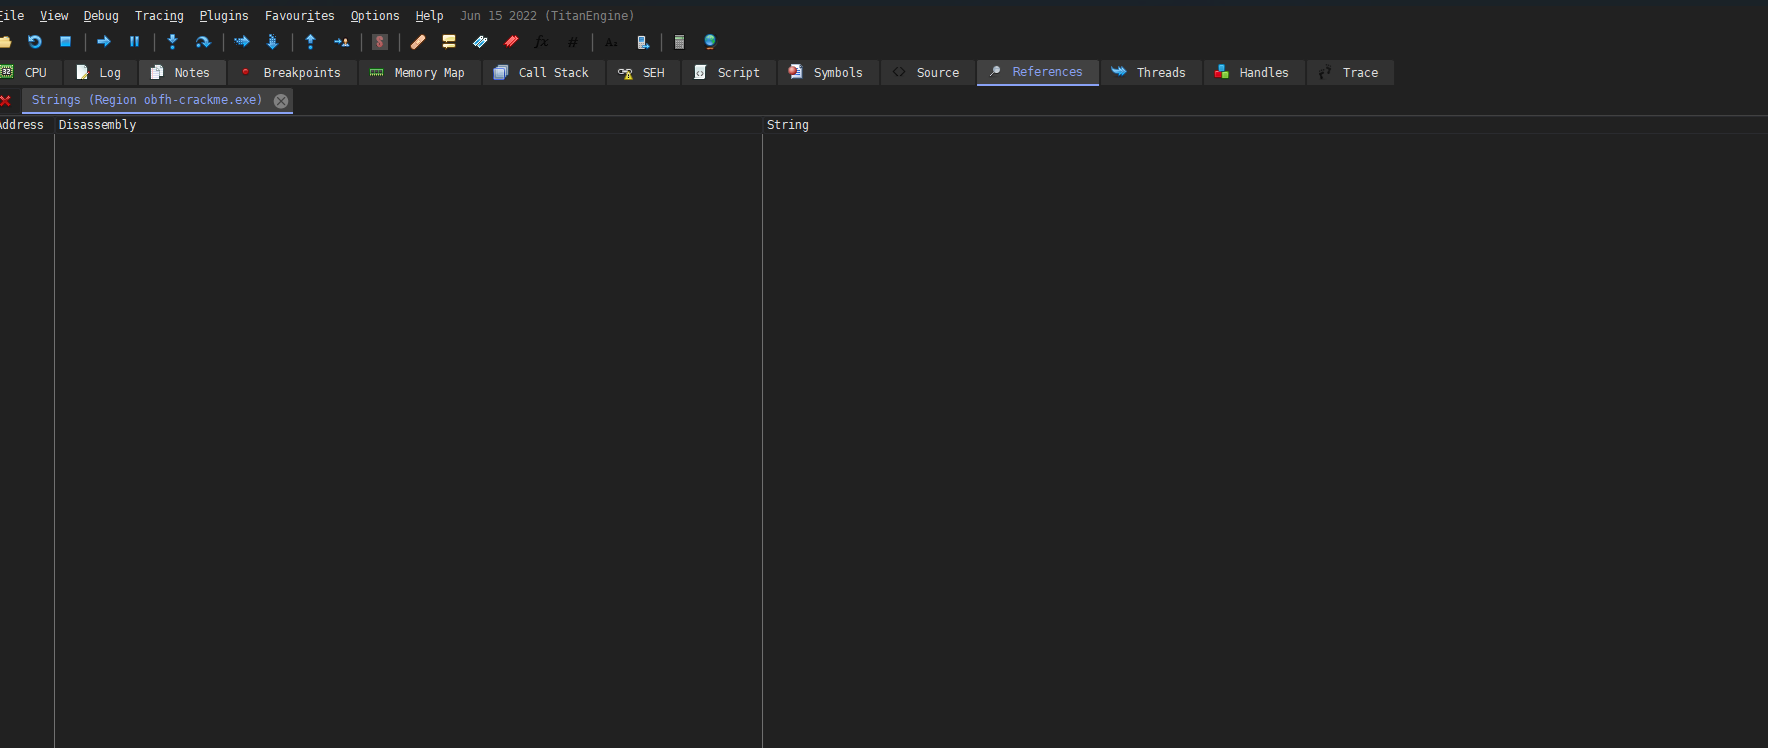 File View Debug Tracing Plugins Favourites Options Help Jun 15 2022 (TitanEngine)
CPU Log Notes Breakpoints Memory Map Call Stack SEH Script Symbols Source References Threads Handles Trace
Strings (Region obfh-crackme.exe)
Address Disassembly String